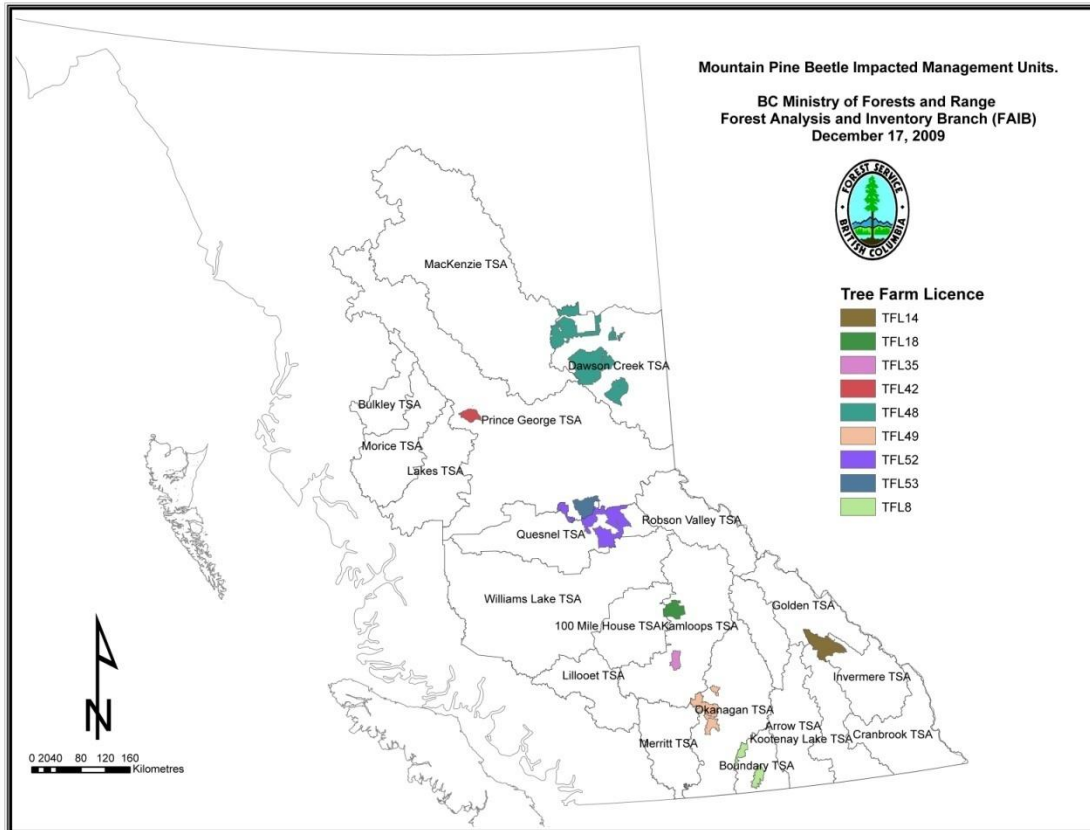 Mountain Pine Beetle Impacted Management Units.
BC Ministry of Forests and Range
Forest Analysis and Inventory Branch (FAIB)
December 17, 2009
FOREST SERVICE
BRITISH COLUMBIA
Tree Farm Licence
TFL14
TFL18
TFL35
TFL42
TFL48
TFL49
TFL52
TFL53
TFL8
MacKenzie TSA
Dawson Creek TSA
Bulkley TSA
Prince George TSA
Morice TSA
Lakes TSA
Robson Valley TSA
Quesnel TSA
Williams Lake TSA
Golden TSA
100 Mile House TSA
Kamloops TSA
Lillooet TSA
Invermere TSA
Okanagan TSA
Arrow TSA
Kootenay Lake TSA
Cranbrook TSA
Merritt TSA
Boundary TSA
N
0 20 40 80 120 160
Kilometres